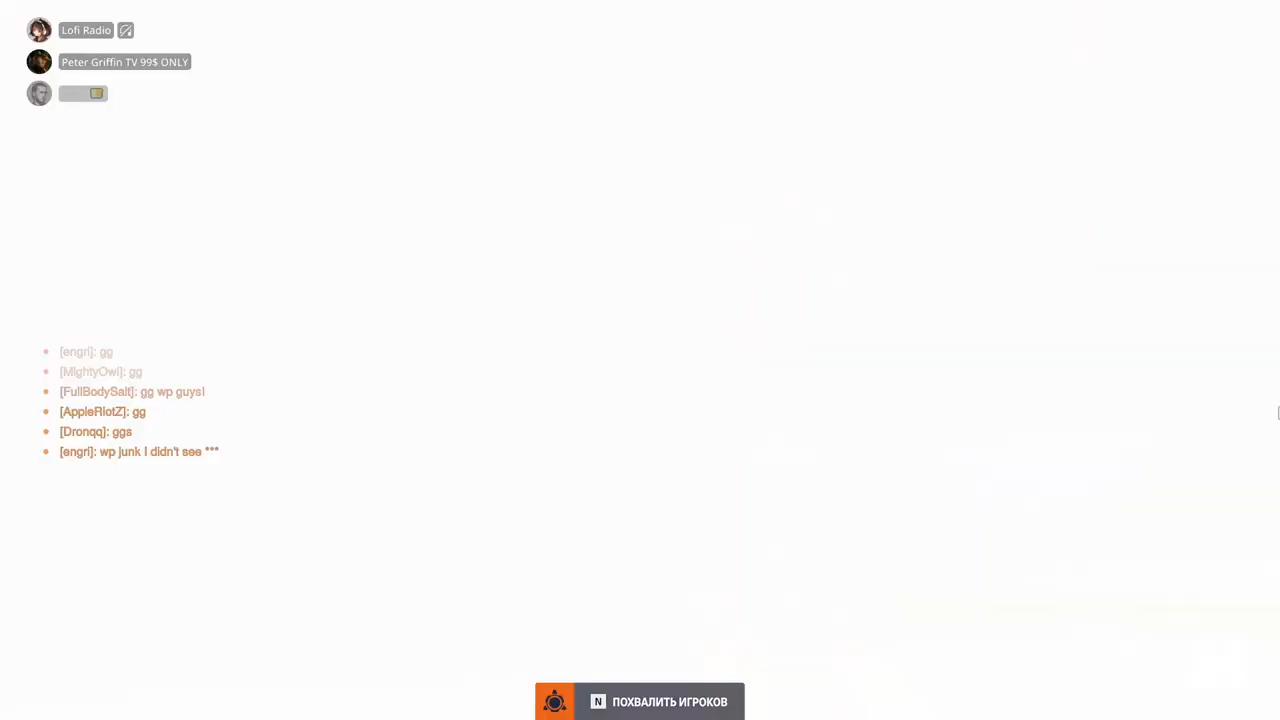 Lofi Radio
Peter Griffin TV 99$ ONLY
[engri]: gg
[MightyOwl]: gg
[FullBodySalt]: gg wp guys!
[AppleRiotZ]: gg
[Dronqq]: ggs
[engri]: wp junk I didn't see ***
N ПОХВАЛИТЬ ИГРОКОВ